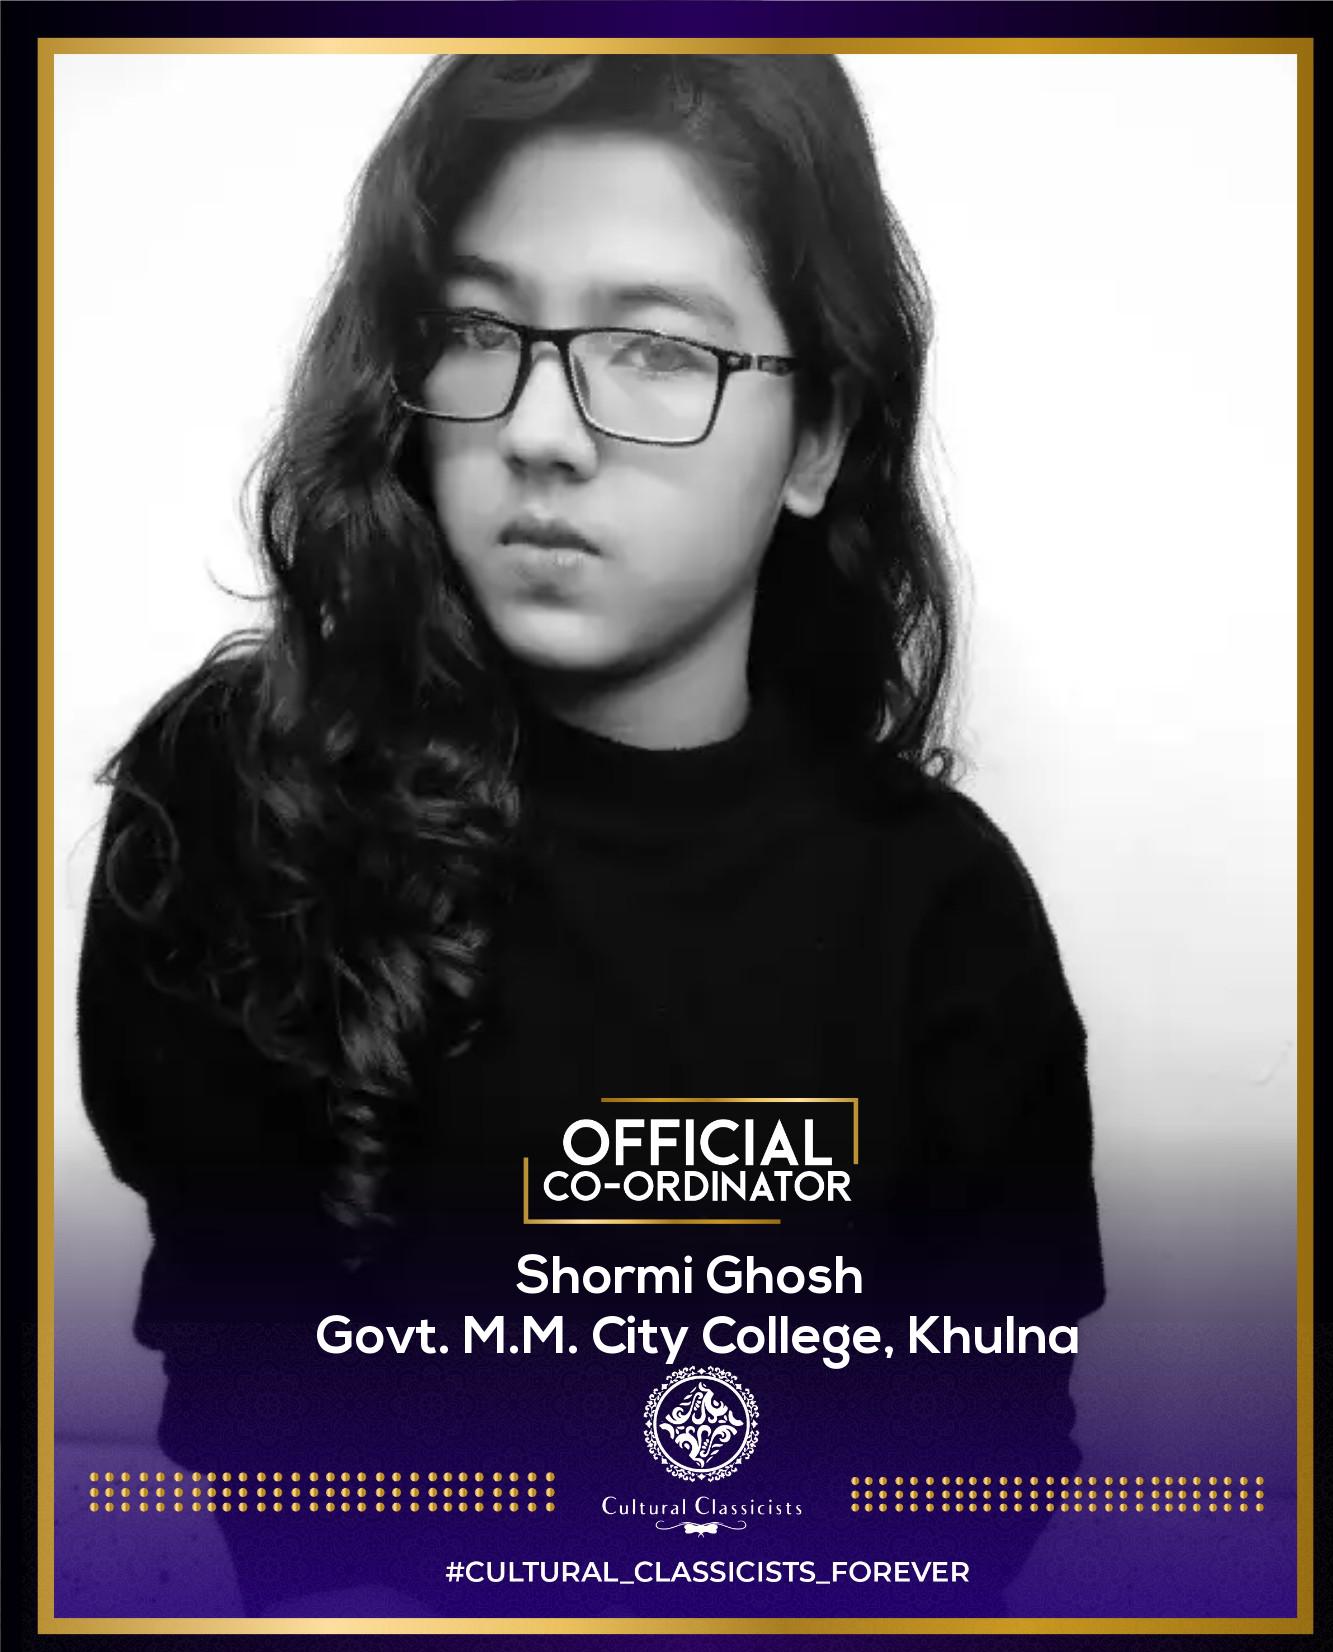 OFFICIAL
CO-ORDINATOR
Shormi Ghosh
Govt. M.M. City College, Khulna
Cultural Classicists
#CULTURAL_CLASSICISTS_FOREVER